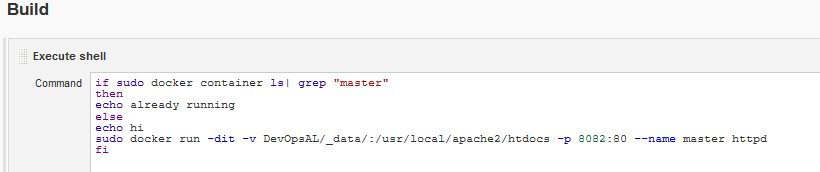 Build
Execute shell
Command
if sudo docker container ls| grep "master"
then
echo already running
else
echo hi
sudo docker run -dit -v DevOpsAL/_data/:/usr/local/apache2/htdocs -p 8082:80 --name master httpd
fi